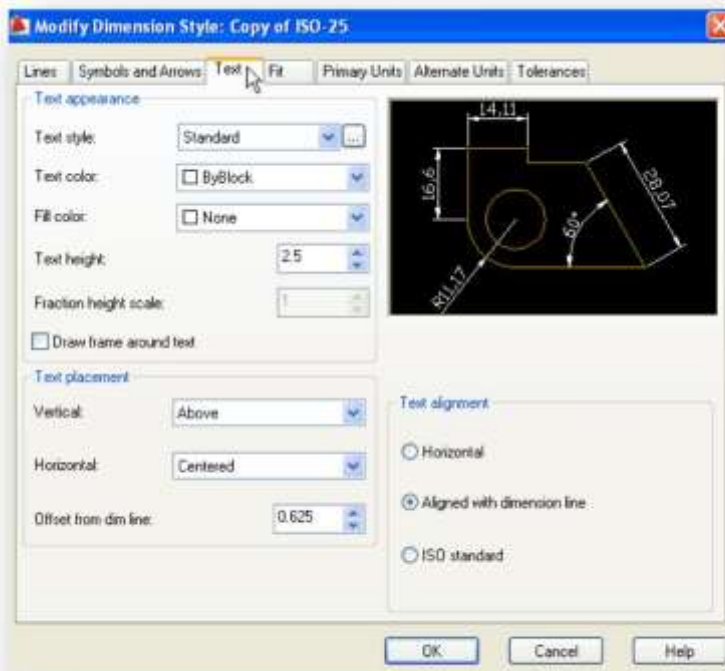 Modify Dimension Style: Copy of ISO-25
Lines Symbols and Arrows Text Fit Primary Units Alternate Units Tolerances
Text appearance
Text style: Standard ...
Text color: ByBlock
Fill color: None
Text height: 2.5
Fraction height scale: 1
Draw frame around text
14,11
16,6
28,07
60°
R11,17
Text placement
Vertical: Above
Horizontal: Centered
Offset from dim line: 0.625
Text alignment
Horizontal
Aligned with dimension line
ISO standard
OK Cancel Help